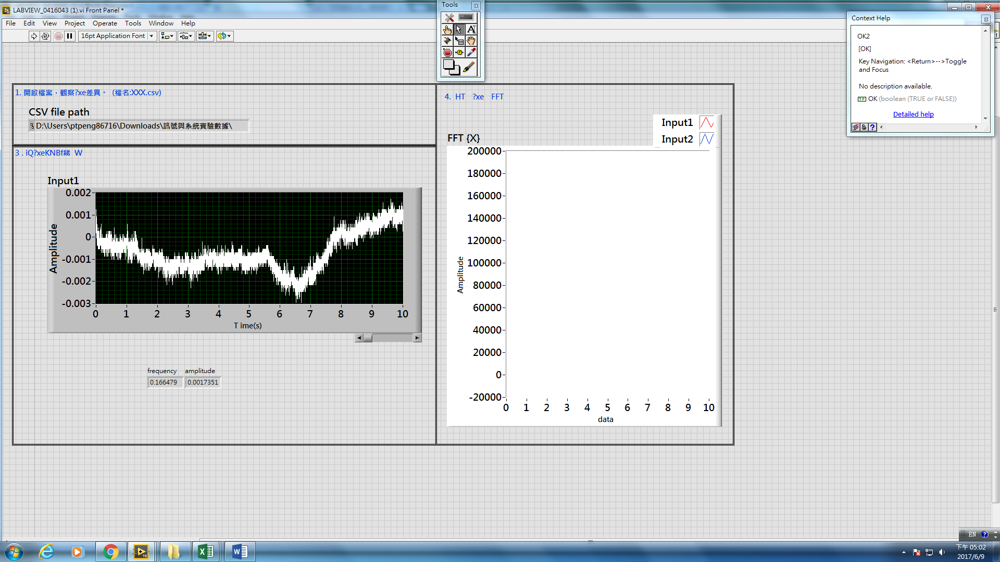 LABVIEW_0416043 (1).vi Front Panel *
File Edit View Project Operate Tools Window Help
16pt Application Font
Tools
Context Help
OK2
[OK]
Key Navigation: <Return>-->Toggle
and Focus
No description available.
TF OK (boolean (TRUE or FALSE))
Detailed help
1. 開啟檔案，觀察?xe差異。 (檔名:XXX.csv)
CSV file path
D:\Users\ptpeng86716\Downloads\訊號與系統實驗數據\
3 . iQ?xeKNBf綈 W
Input1
Amplitude
0.002
0.001
0
-0.001
-0.002
-0.003
0 1 2 3 4 5 6 7 8 9 10
T ime(s)
frequency amplitude
0.166479 0.0017351
4. HT ?xe FFT
Input1
Input2
FFT {X}
Amplitude
200000
180000
160000
140000
120000
100000
80000
60000
40000
20000
0
-20000
0 1 2 3 4 5 6 7 8 9 10
data
EN
下午 05:02
2017/6/9